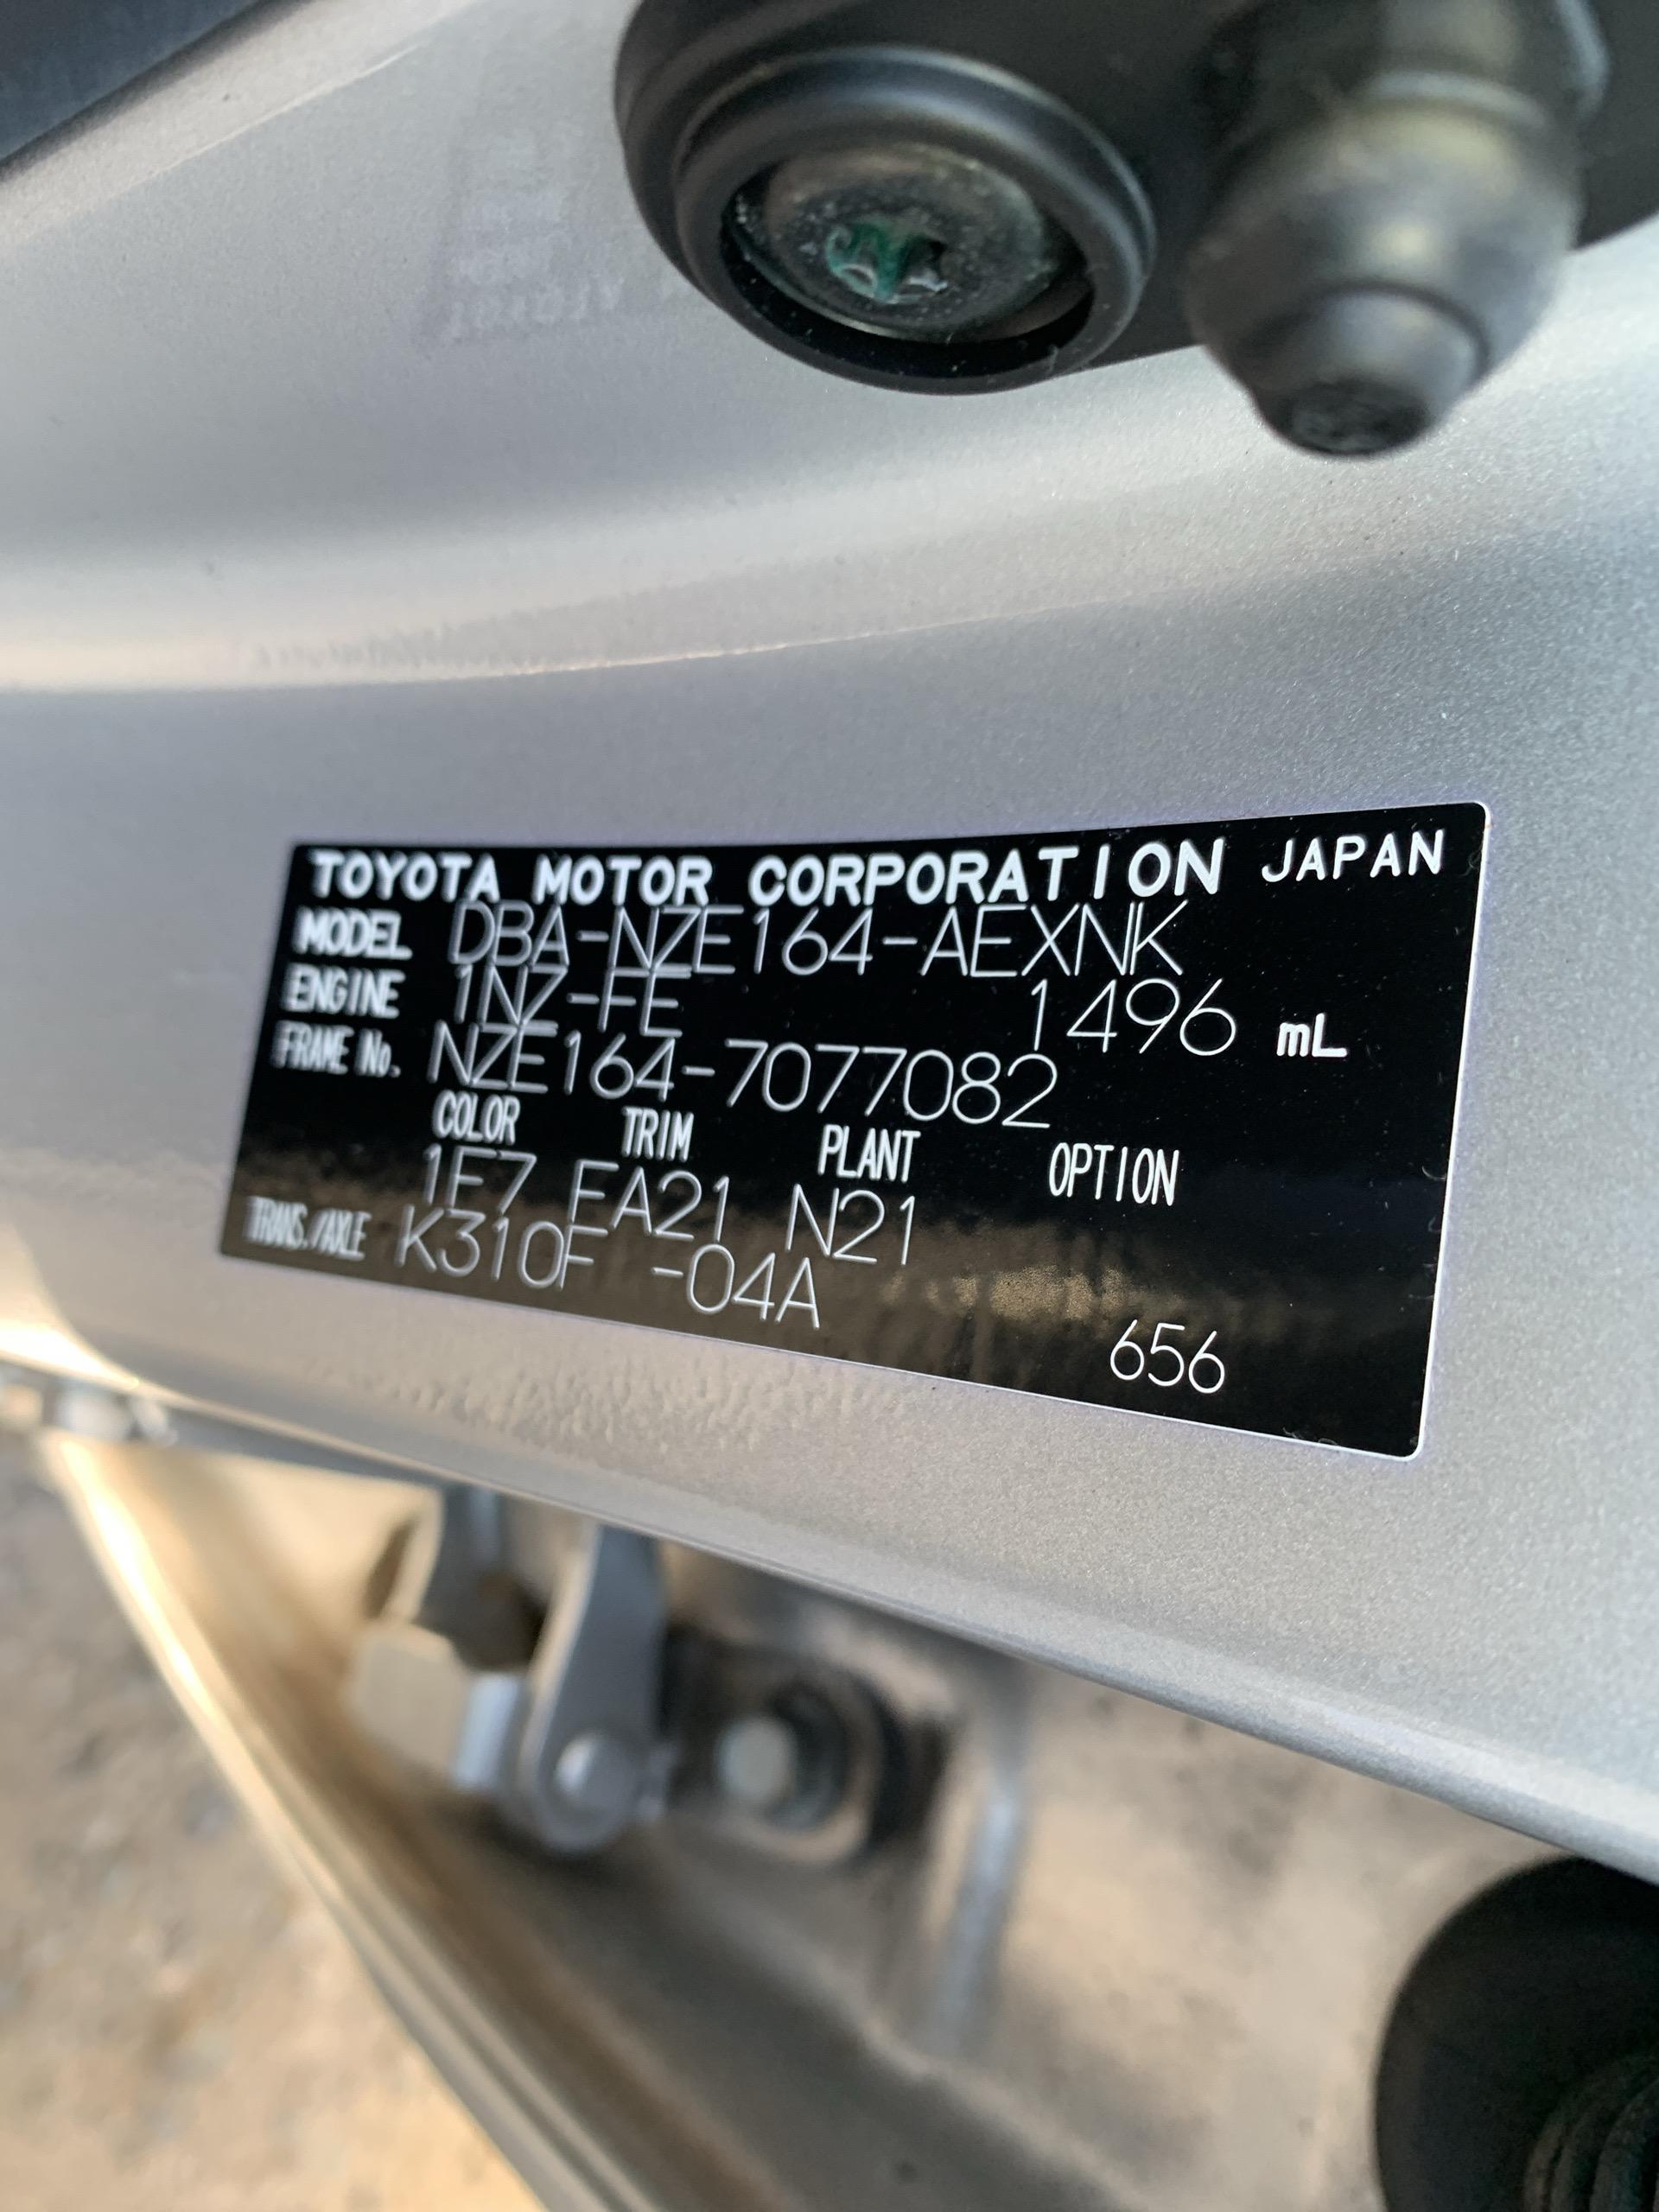 TOYOTA MOTOR CORPORATION JAPAN
MODEL DBA-NZE164-AEXNK
ENGINE 1NZ-FE 1496 mL
FRAME No. NZE164-7077082
COLOR TRIM PLANT OPTION
1F7 FA21 N21
TRANS./AXLE K310F -04A
656